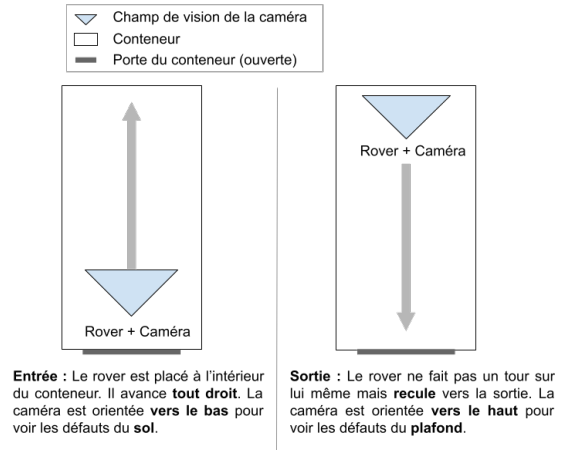 Champ de vision de la caméra
Conteneur
Porte du conteneur (ouverte)
Rover + Caméra
Entrée : Le rover est placé à l'intérieur
du conteneur. Il avance tout droit. La
caméra est orientée vers le bas pour
voir les défauts du sol.
Rover + Caméra
Sortie : Le rover ne fait pas un tour sur
lui même mais recule vers la sortie. La
caméra est orientée vers le haut pour
voir les défauts du plafond.